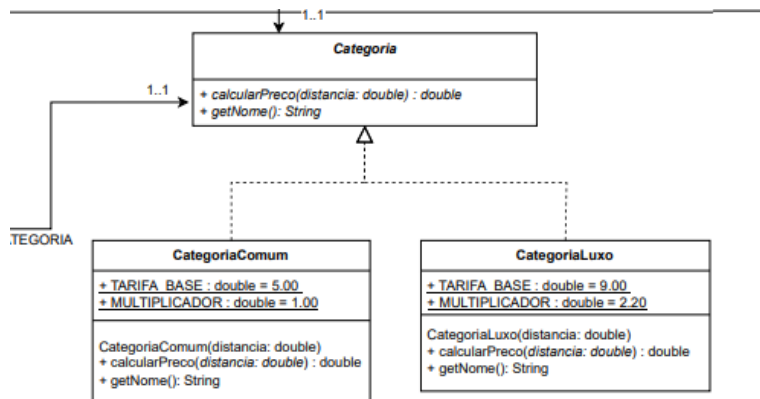 1..1
Categoria
+ calcularPreco(distancia: double) : double
+ getNome(): String
1..1
TEGORIA
CategoriaComum
+ TARIFA_BASE : double = 5.00
+ MULTIPLICADOR : double = 1.00
CategoriaComum(distancia: double)
+ calcularPreco(distancia: double) : double
+ getNome(): String
CategoriaLuxo
+ TARIFA_BASE : double = 9.00
+ MULTIPLICADOR : double = 2.20
CategoriaLuxo(distancia: double)
+ calcularPreco(distancia: double) : double
+ getNome(): String